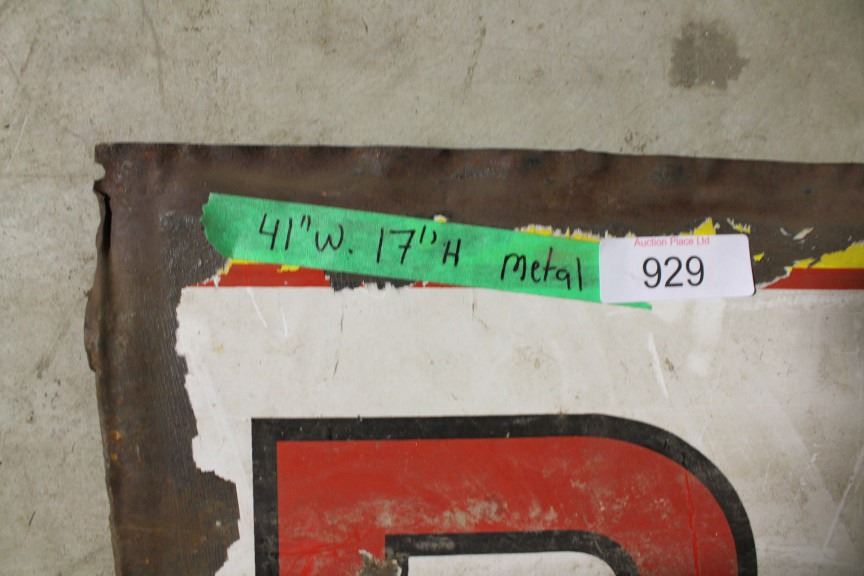 41"W. 17"H Metal
Auction Place Ltd
929